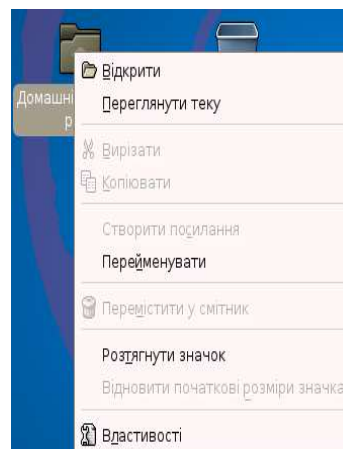 Домашні
р
Відкрити
Переглянути теку
Вирізати
Копіювати
Створити посилання
Перейменувати
Перемістити у смітник
Розтягнути значок
Відновити початкові розміри значка
Властивості